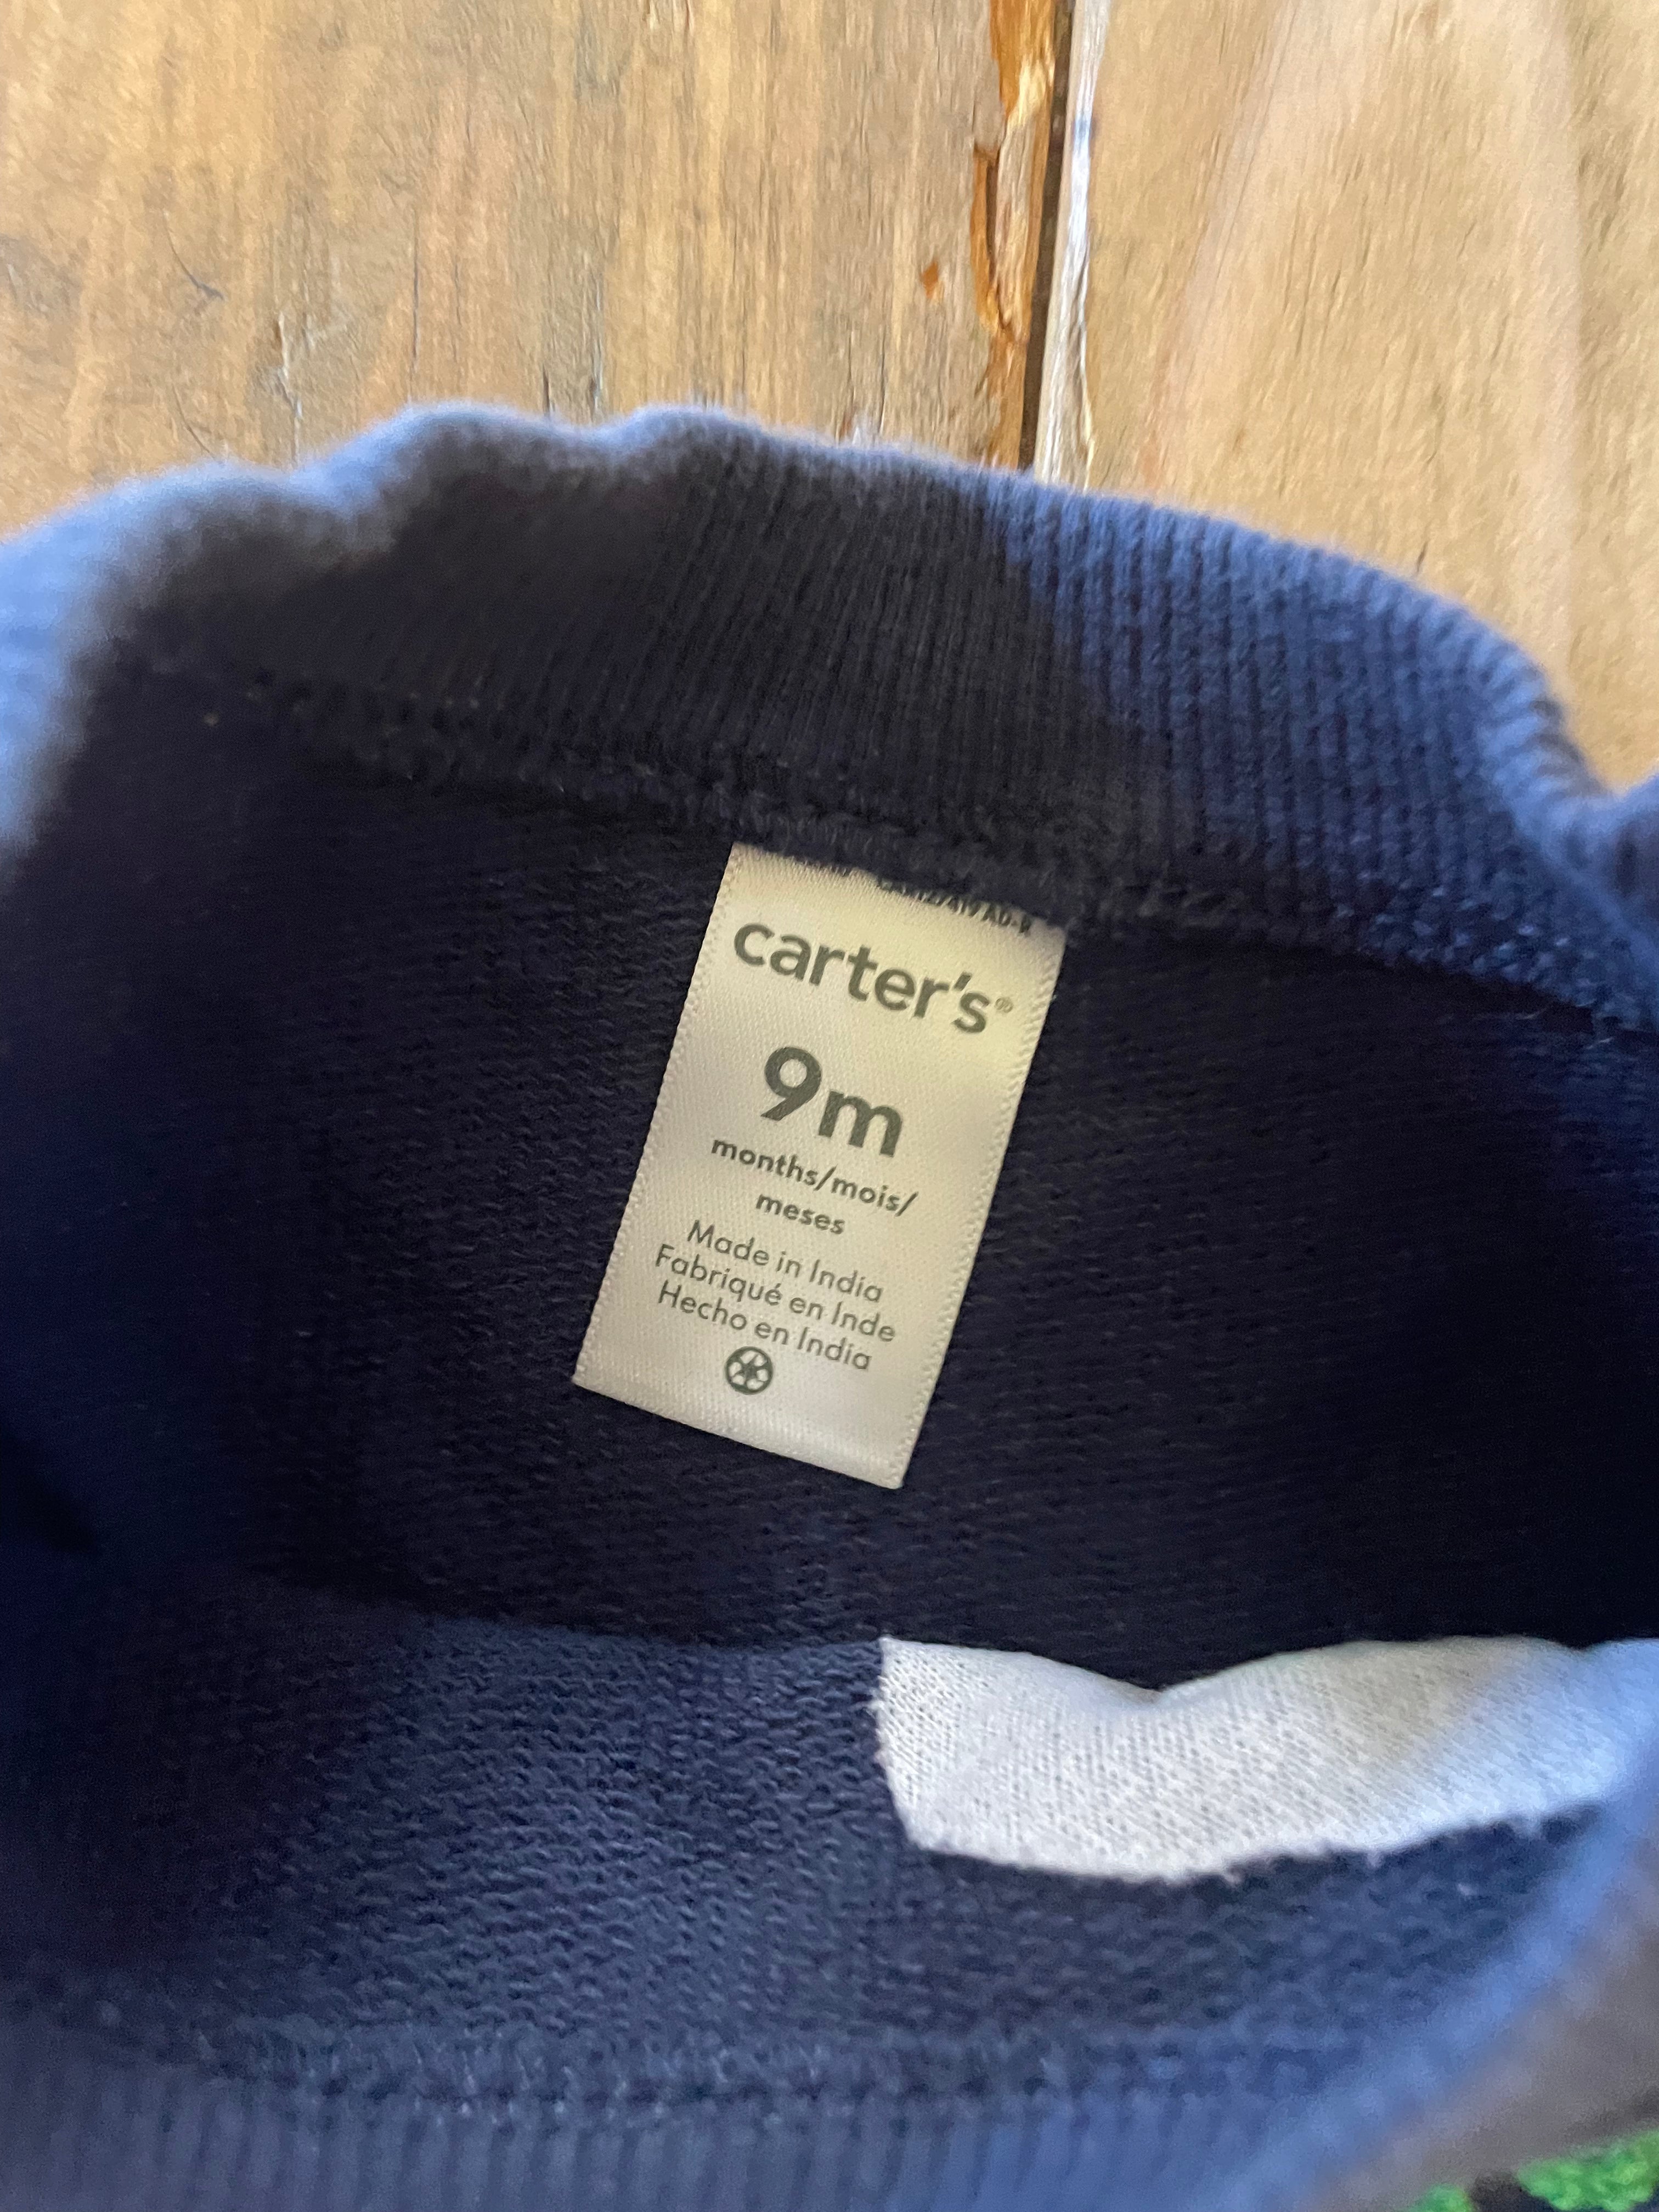 carter's®
9m
months/mois/
meses
Made in India
Fabriqué en Inde
Hecho en India